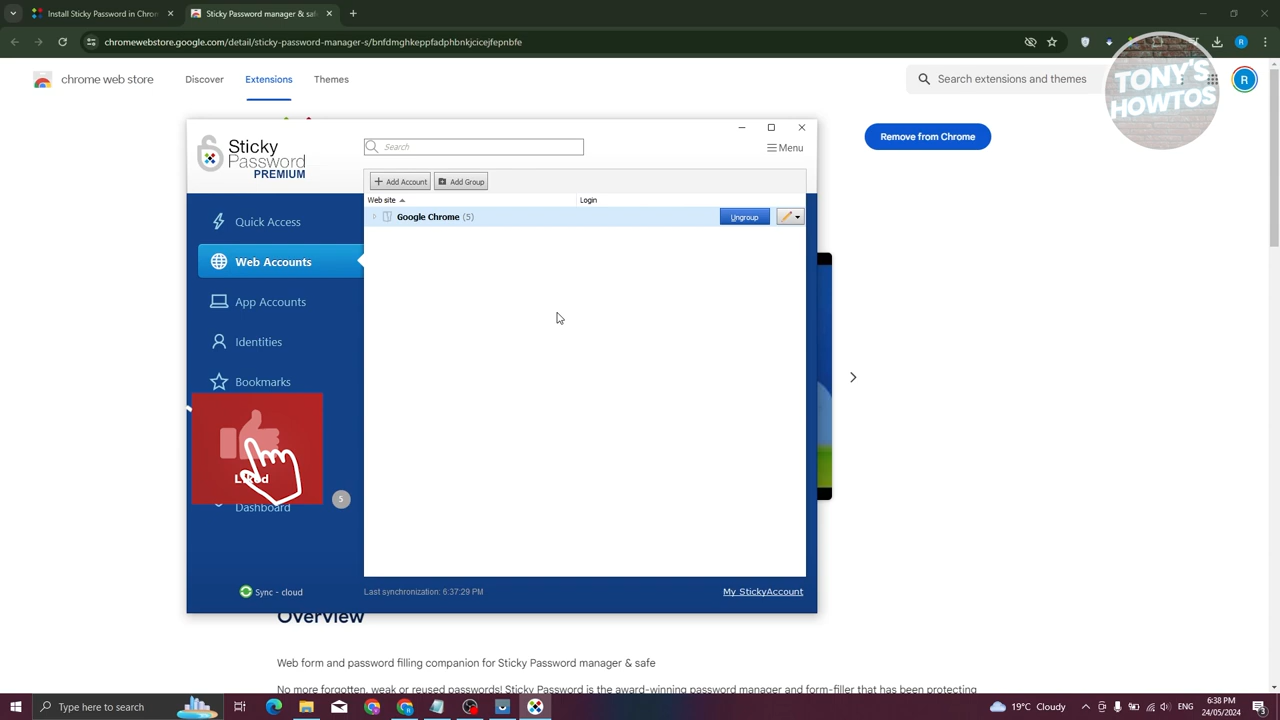 Install Sticky Password in Chro
Manager & safe
chromewebstore.google.com/detail/sticky-password-manager-s/bnfdmghkeppfadphbnkjcicejfepnbfe
R
chrome web store
Discover
Extensions
Themes
Search extensions and themes
R
TONY'S
HOWTOS
Remove from Chrome
Sticky
Password
PREMIUM
Search
Menu
Add Account
Add Group
Web site
Login
Google Chrome (5)
Ungroup
Quick Access
Web Accounts
App Accounts
Identities
Bookmarks
Liked
Dashboard
5
Sync - cloud
Last synchronization: 6:37:29 PM
My StickyAccount
Overview
Web form and password filling companion for Sticky Password manager & safe
No more forgotten, weak or reused passwords! Sticky Password is the award-winning password manager and form-filler that has been protecting
Type here to search
19°C Cloudy
ENG
6:38 PM
24/05/2024
3